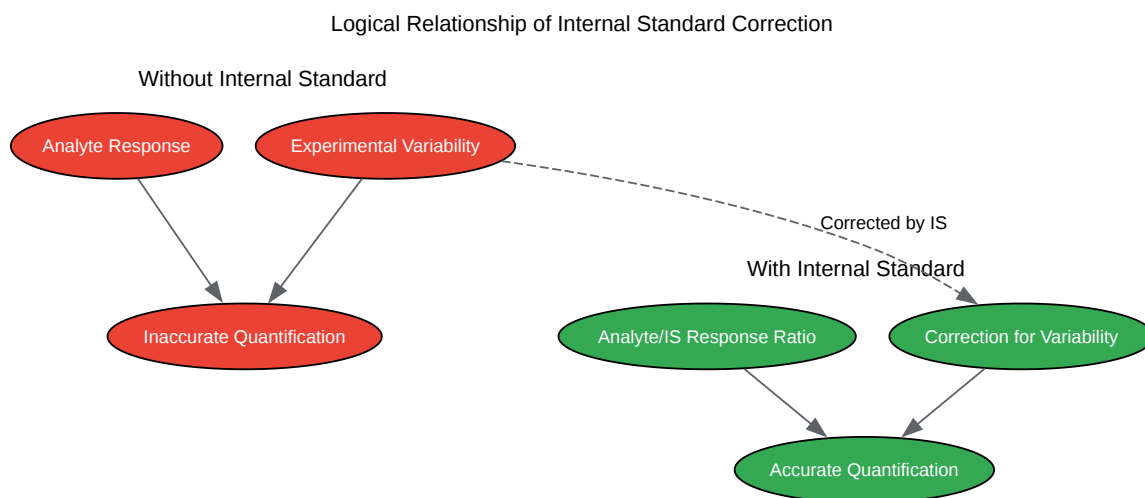 Logical Relationship of Internal Standard Correction
Without Internal Standard
Analyte Response
Experimental Variability
Corrected by IS
With Internal Standard
Inaccurate Quantification
Analyte/IS Response Ratio
Correction for Variability
Accurate Quantification